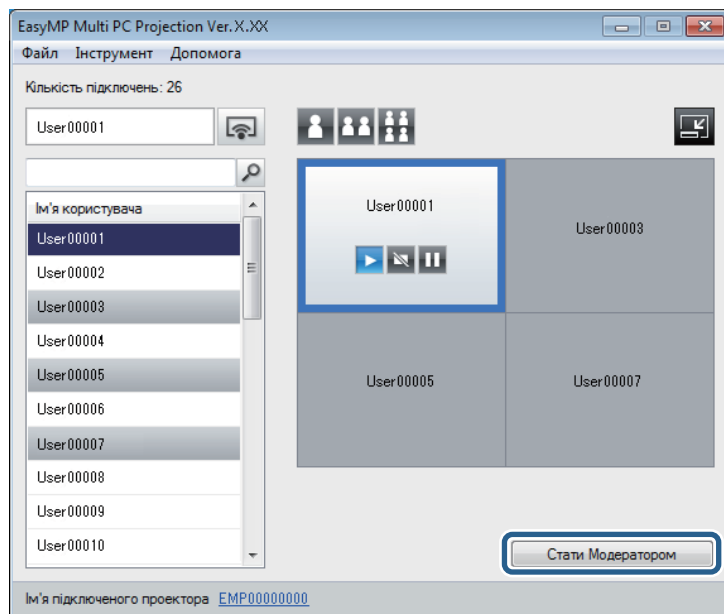 EasyMP Multi PC Projection Ver.X.XX
Файл Інструмент Допомога
Кількість підключень: 26
User00001
Ім'я користувача
User00001
User00002
User00003
User00004
User00005
User00006
User00007
User00008
User00009
User00010
User00001
User00003
User00005
User00007
Стати Модератором
Ім'я підключеного проектора EMP00000000